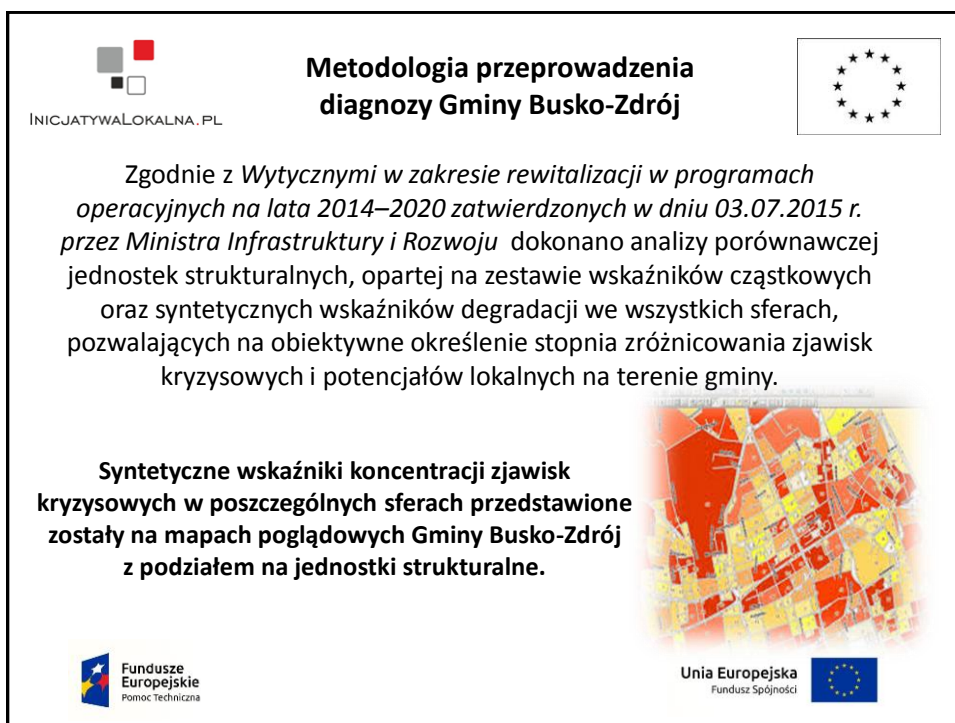 Metodologia przeprowadzenia
diagnozy Gminy Busko-Zdrój
INICJATYWALOKALNA.PL
Zgodnie z Wytycznymi w zakresie rewitalizacji w programach
operacyjnych na lata 2014–2020 zatwierdzonych w dniu 03.07.2015 r.
przez Ministra Infrastruktury i Rozwoju dokonano analizy porównawczej
jednostek strukturalnych, opartej na zestawie wskaźników cząstkowych
oraz syntetycznych wskaźników degradacji we wszystkich sferach,
pozwalających na obiektywne określenie stopnia zróżnicowania zjawisk
kryzysowych i potencjałów lokalnych na terenie gminy.
Syntetyczne wskaźniki koncentracji zjawisk
kryzysowych w poszczególnych sferach przedstawione
zostały na mapach poglądowych Gminy Busko-Zdrój
z podziałem na jednostki strukturalne.
Fundusze
Europejskie
Pomoc Techniczna
Unia Europejska
Fundusz Spójności